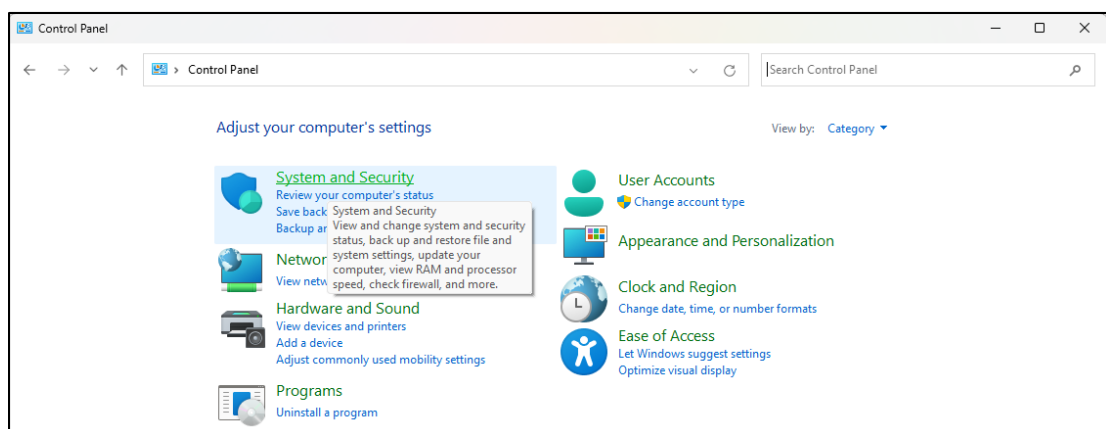 Control Panel
Control Panel
Search Control Panel
Adjust your computer's settings
View by: Category
System and Security
Review your computer's status
Save back
Backup ar
System and Security
View and change system and security
status, back up and restore file and
system settings, update your
computer, view RAM and processor
speed, check firewall, and more.
Networ
View netw
Hardware and Sound
View devices and printers
Add a device
Adjust commonly used mobility settings
Programs
Uninstall a program
User Accounts
Change account type
Appearance and Personalization
Clock and Region
Change date, time, or number formats
Ease of Access
Let Windows suggest settings
Optimize visual display